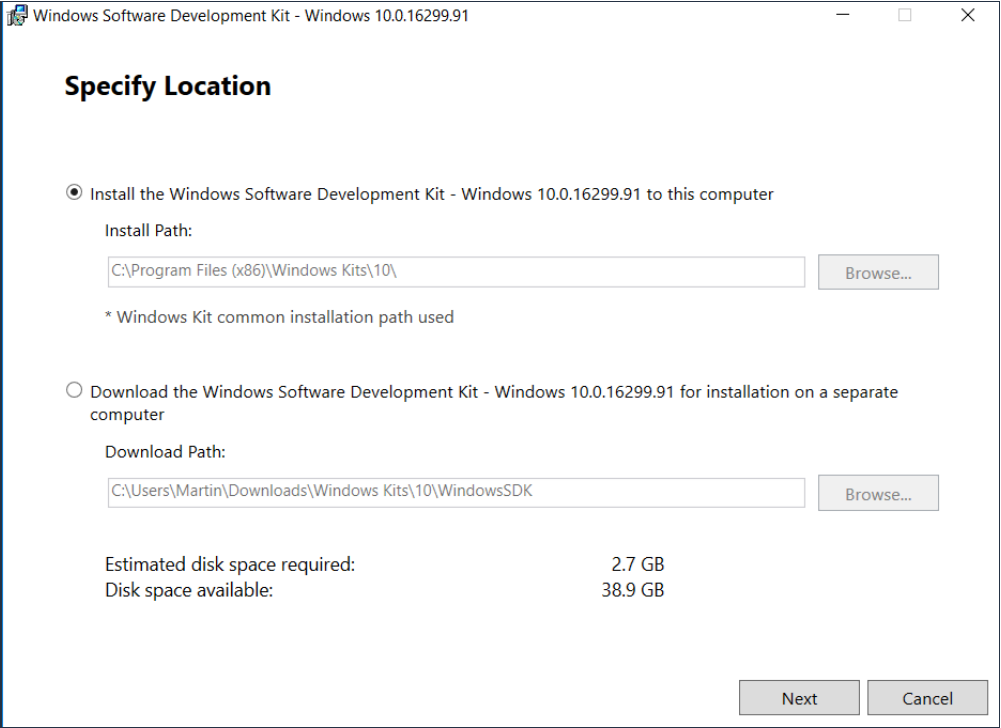 Windows Software Development Kit - Windows 10.0.16299.91
Specify Location
Install the Windows Software Development Kit - Windows 10.0.16299.91 to this computer
Install Path:
C:\Program Files (x86)\Windows Kits\10\
Browse...
* Windows Kit common installation path used
Download the Windows Software Development Kit - Windows 10.0.16299.91 for installation on a separate
computer
Download Path:
C:\Users\Martin\Downloads\Windows Kits\10\WindowsSDK
Browse...
Estimated disk space required: 2.7 GB
Disk space available: 38.9 GB
Next Cancel